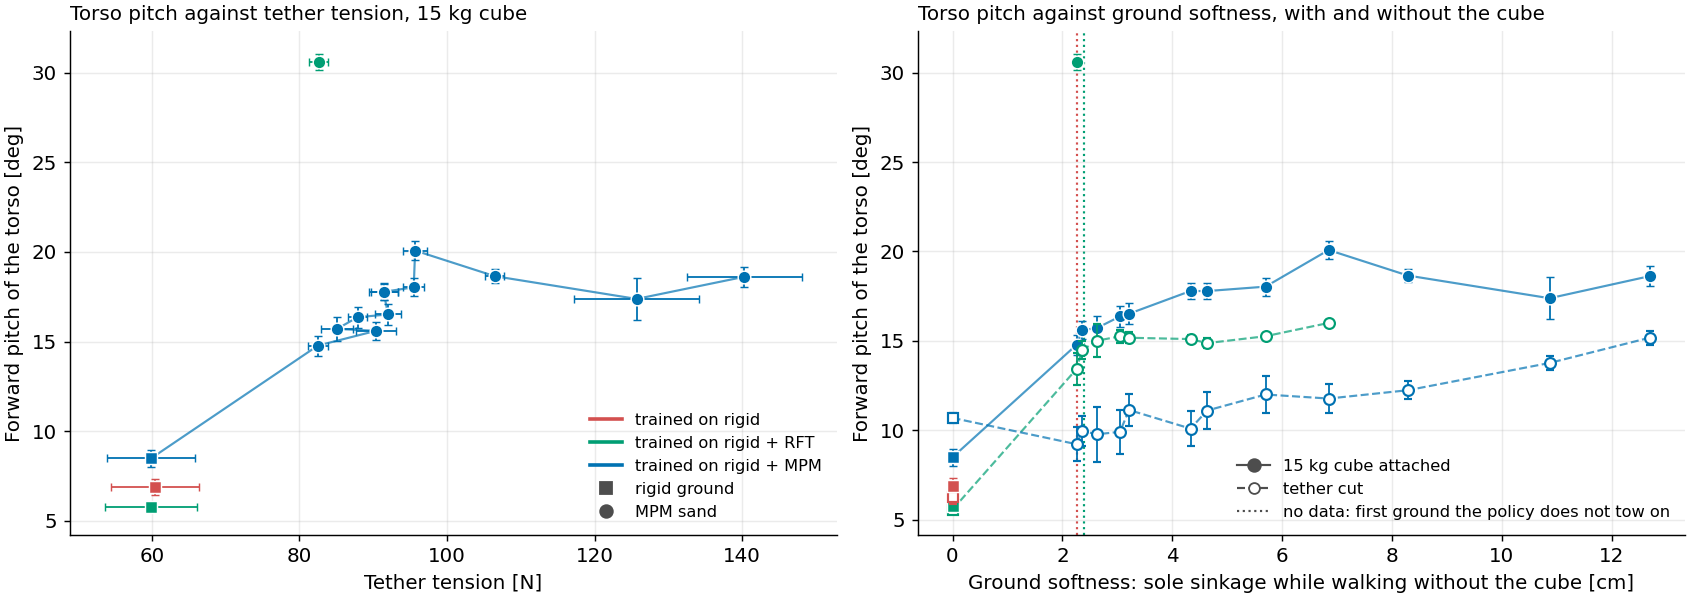 Torso pitch against tether tension, 15 kg cube
Forward pitch of the torso [deg]
30
25
20
15
10
5
60
80
100
120
140
Tether tension [N]
trained on rigid
trained on rigid + RFT
trained on rigid + MPM
rigid ground
MPM sand
Torso pitch against ground softness, with and without the cube
Forward pitch of the torso [deg]
30
25
20
15
10
5
0
2
4
6
8
10
12
Ground softness: sole sinkage while walking without the cube [cm]
15 kg cube attached
tether cut
no data: first ground the policy does not tow on